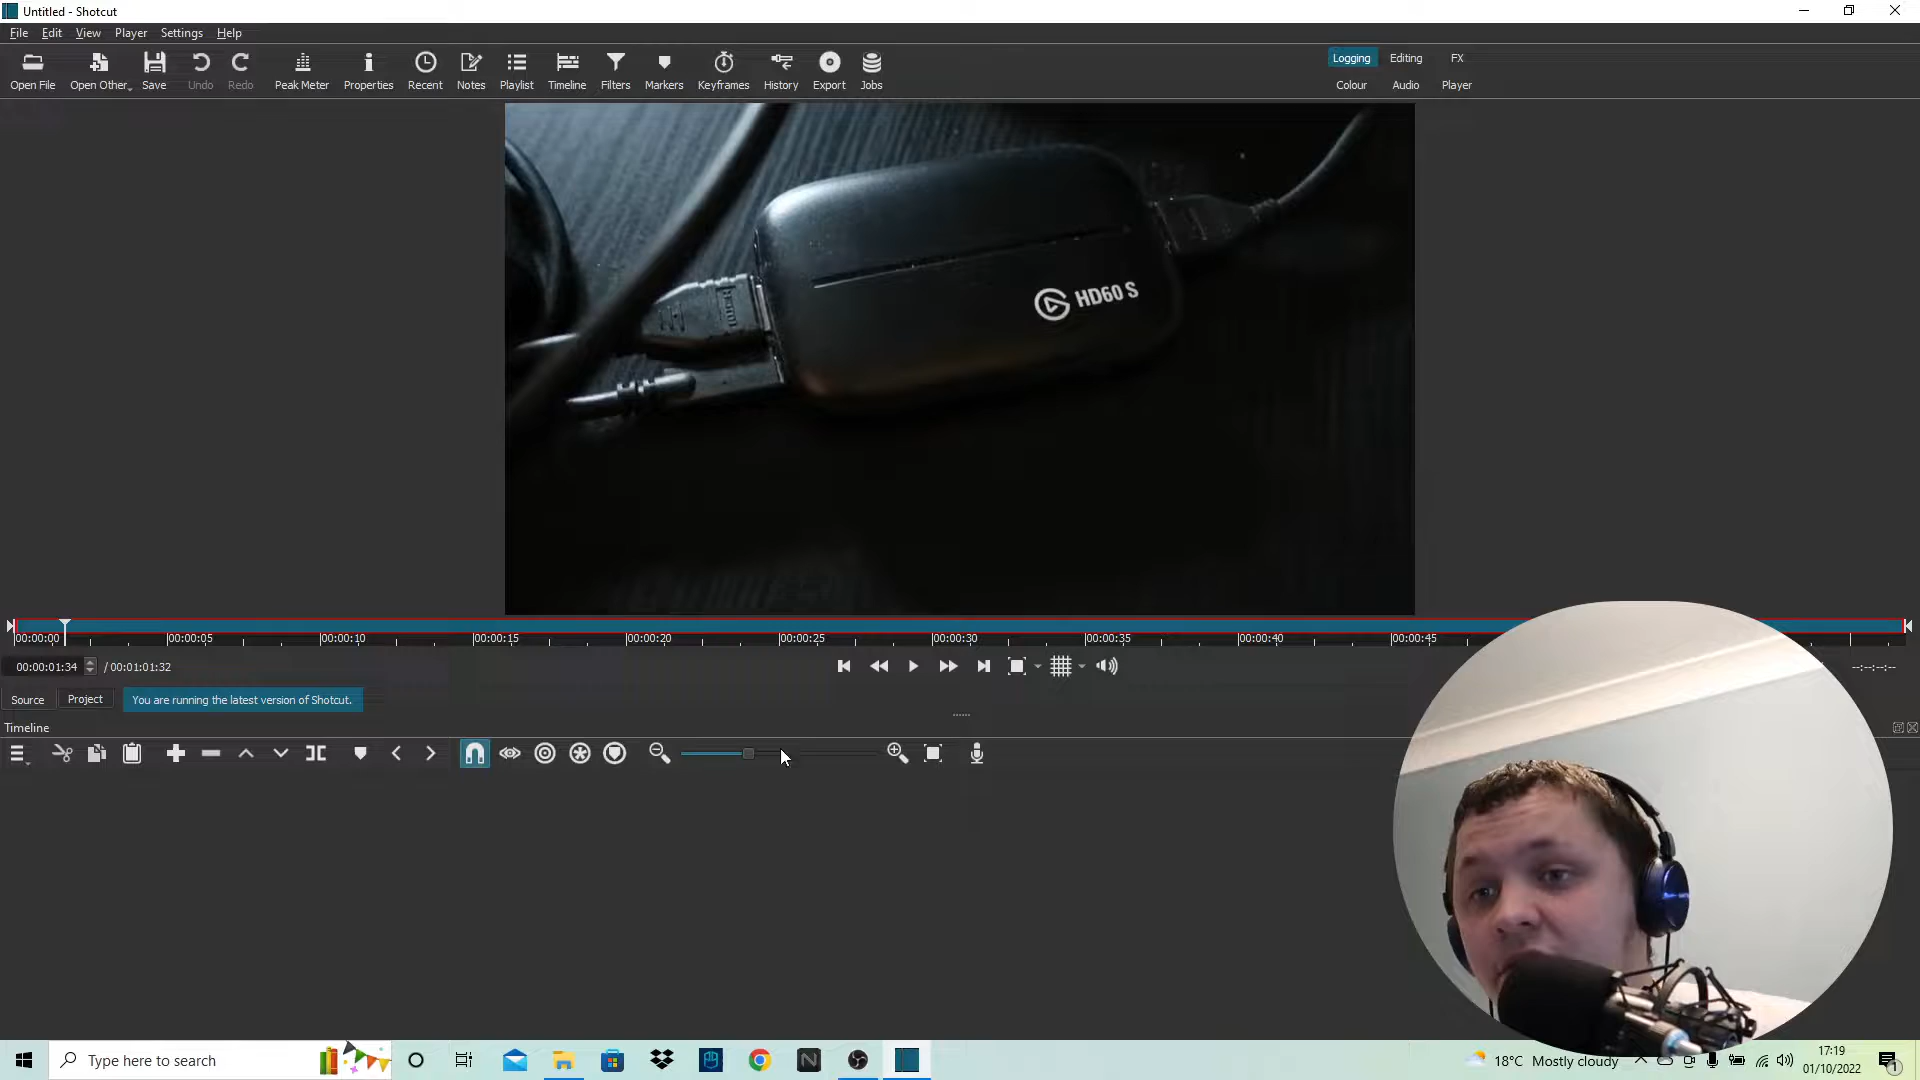 Untitled - Shotcut
File Edit View Player Settings Help
Open File Open Other Save Undo Redo Peak Meter Properties Recent Notes Playlist Timeline Filters Markers Keyframes History Export Jobs
Logging Editing FX
Colour Audio Player
HDMI
HD60 S
00:00:00 00:00:05 00:00:10 00:00:15 00:00:20 00:00:25 00:00:30 00:00:35 00:00:40 00:00:45
00:00:01:34 / 00:01:01:32 --:--:--:--
Source Project You are running the latest version of Shotcut.
Timeline
Type here to search
18°C Mostly cloudy
17:19
01/10/2022
1